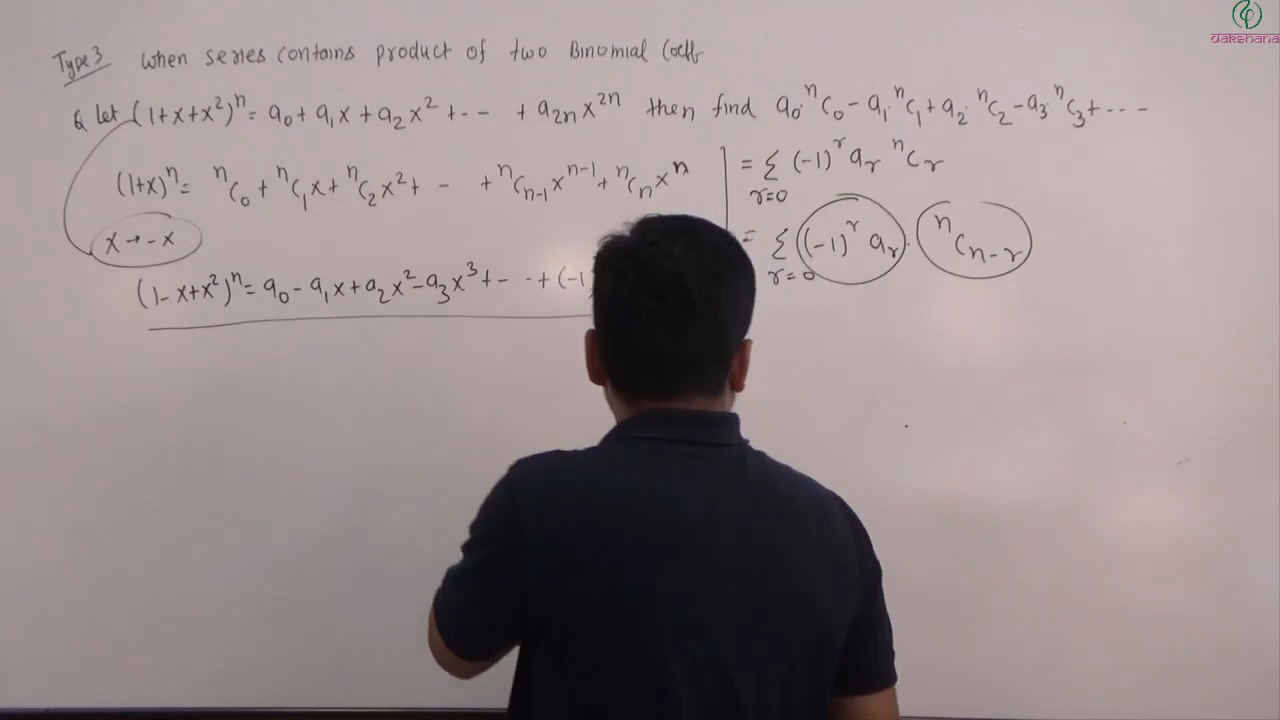 dakshana
Type 3 When series contains product of two Binomial Coeff
Q let (1+x+x²)ⁿ = a₀ + a₁x + a₂x² + - - - + a₂ₙx²ⁿ then find a₀·ⁿC₀ - a₁·ⁿC₁ + a₂·ⁿC₂ - a₃·ⁿC₃ + - - - -
(1+x)ⁿ = ⁿC₀ + ⁿC₁x + ⁿC₂x² + - + ⁿCₙ₋₁xⁿ⁻¹ + ⁿCₙxⁿ
x → -x
(1-x+x²)ⁿ = a₀ - a₁x + a₂x² - a₃x³ + - - - + (-1
= Σ (-1)ʳ aᵣ ⁿCᵣ
r=0
= Σ (-1)ʳ aᵣ · ⁿCₙ₋ᵣ
r=0